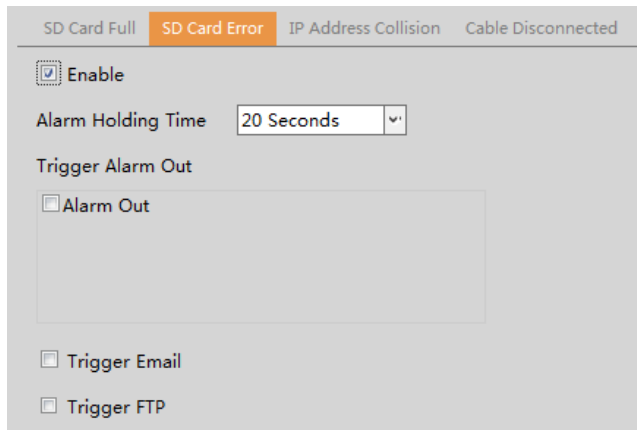 SD Card Full SD Card Error IP Address Collision Cable Disconnected
Enable
Alarm Holding Time 20 Seconds
Trigger Alarm Out
Alarm Out
Trigger Email
Trigger FTP